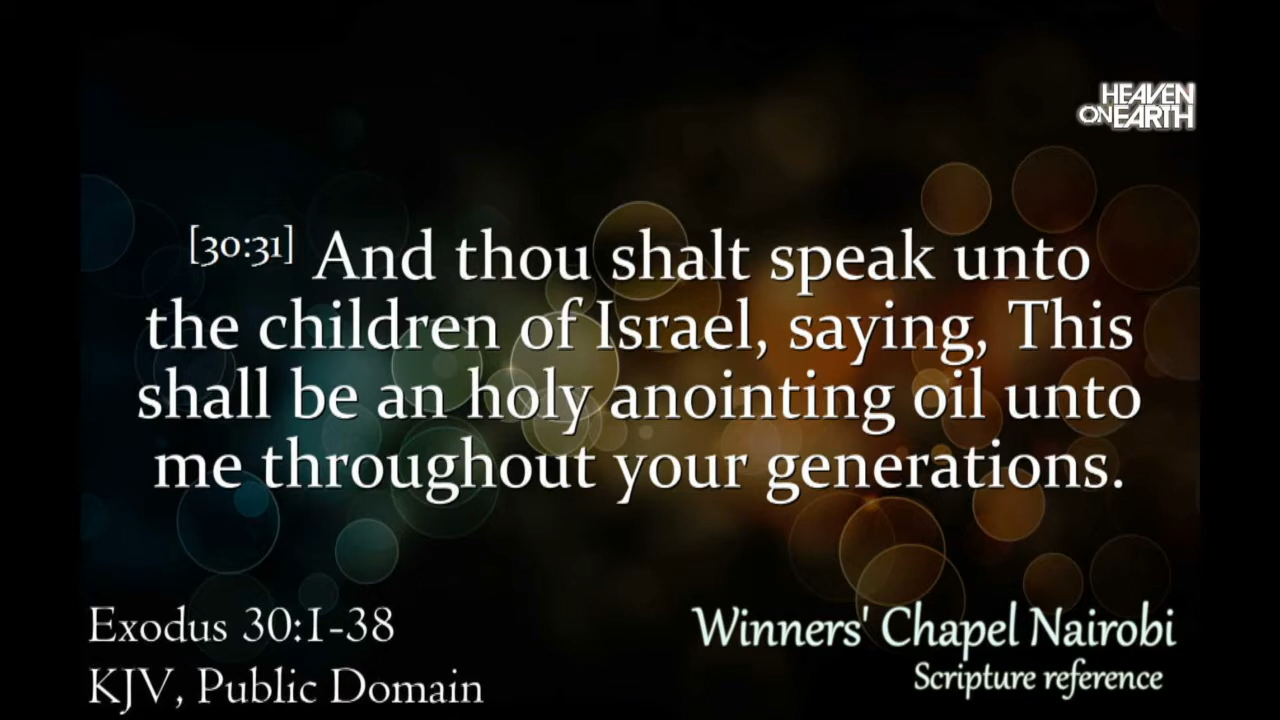 HEAVEN
ON EARTH
[30:31] And thou shalt speak unto
the children of Israel, saying, This
shall be an holy anointing oil unto
me throughout your generations.
Exodus 30:1-38
KJV, Public Domain
Winners' Chapel Nairobi
Scripture reference